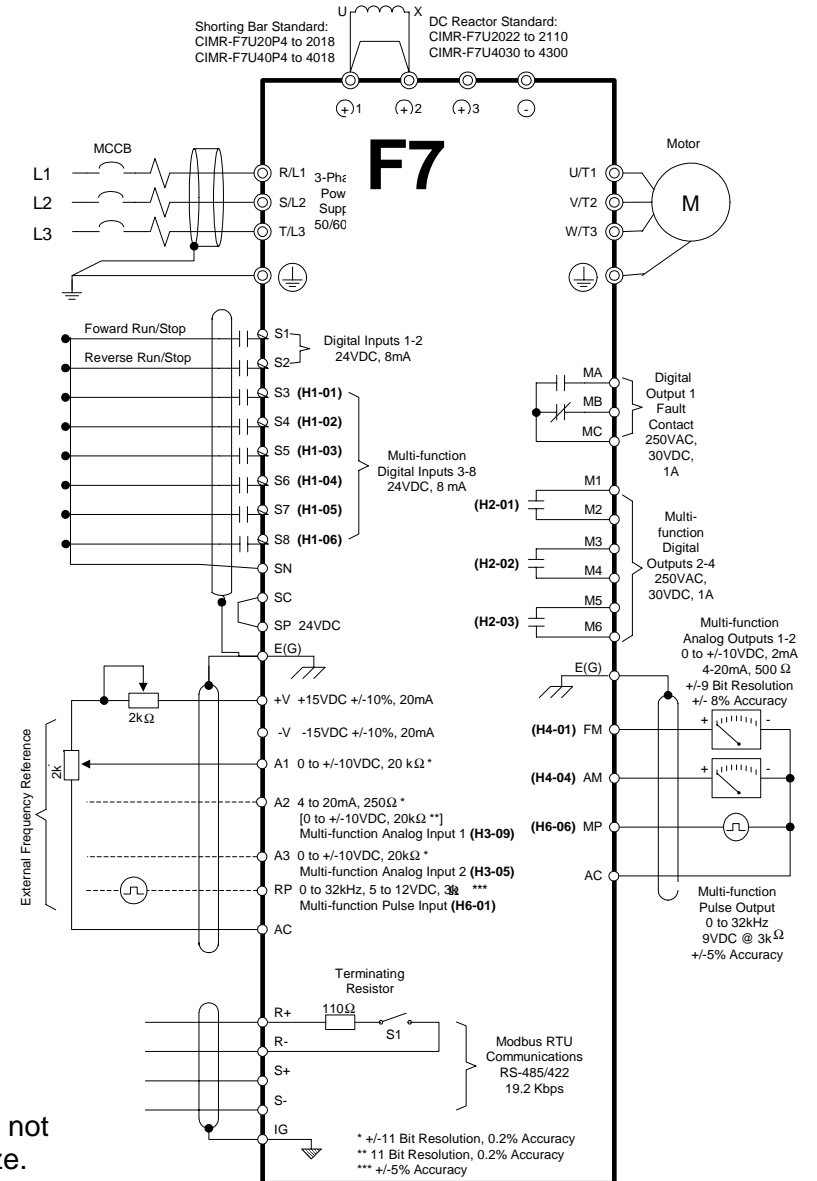 Shorting Bar Standard:
CIMR-F7U20P4 to 2018
CIMR-F7U40P4 to 4018
U
X
DC Reactor Standard:
CIMR-F7U2022 to 2110
CIMR-F7U4030 to 4300
+ 1
+ 2
+ 3
-
F7
MCCB
L1
L2
L3
R/L1
S/L2
T/L3
3-Pha
Pow
Supp
50/60
U/T1
V/T2
W/T3
Motor
M
Foward Run/Stop
Reverse Run/Stop
S1
S2
Digital Inputs 1-2
24VDC, 8mA
S3 (H1-01)
S4 (H1-02)
S5 (H1-03)
S6 (H1-04)
S7 (H1-05)
S8 (H1-06)
Multi-function
Digital Inputs 3-8
24VDC, 8 mA
SN
SC
SP 24VDC
E(G)
MA
MB
MC
Digital
Output 1
Fault
Contact
250VAC,
30VDC,
1A
(H2-01)
M1
M2
(H2-02)
M3
M4
(H2-03)
M5
M6
Multi-
function
Digital
Outputs 2-4
250VAC,
30VDC, 1A
Multi-function
Analog Outputs 1-2
0 to +/-10VDC, 2mA
4-20mA, 500 Ω
+/-9 Bit Resolution
+/- 8% Accuracy
E(G)
(H4-01) FM
+ -
(H4-04) AM
+ -
(H6-06) MP
AC
Multi-function
Pulse Output
0 to 32kHz
9VDC @ 3kΩ
+/-5% Accuracy
External Frequency Reference
2kΩ
2k
+V +15VDC +/-10%, 20mA
-V -15VDC +/-10%, 20mA
A1 0 to +/-10VDC, 20 kΩ *
A2 4 to 20mA, 250Ω *
[0 to +/-10VDC, 20kΩ **]
Multi-function Analog Input 1 (H3-09)
A3 0 to +/-10VDC, 20kΩ *
Multi-function Analog Input 2 (H3-05)
RP 0 to 32kHz, 5 to 12VDC, ***
Multi-function Pulse Input (H6-01)
AC
Terminating
Resistor
R+
110Ω
S1
R-
S+
S-
IG
Modbus RTU
Communications
RS-485/422
19.2 Kbps
* +/-11 Bit Resolution, 0.2% Accuracy
** 11 Bit Resolution, 0.2% Accuracy
*** +/-5% Accuracy
not
ze.